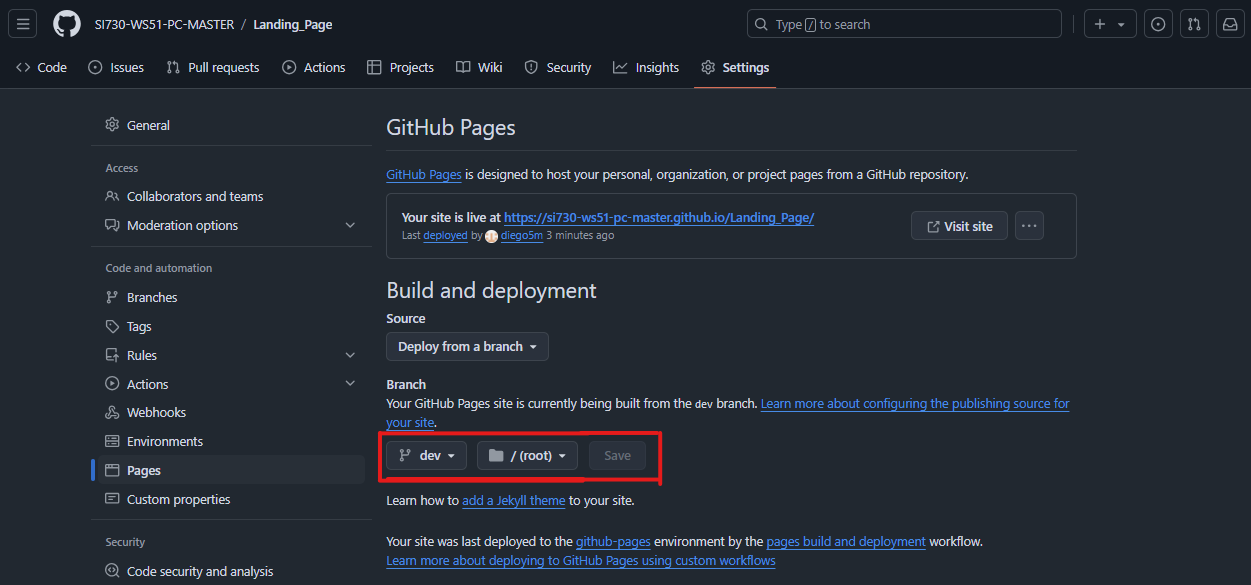 SI730-WS51-PC-MASTER / Landing_Page
Type / to search
Code Issues Pull requests Actions Projects Wiki Security Insights Settings
General
Access
Collaborators and teams
Moderation options
Code and automation
Branches
Tags
Rules
Actions
Webhooks
Environments
Pages
Custom properties
Security
Code security and analysis
GitHub Pages
GitHub Pages is designed to host your personal, organization, or project pages from a GitHub repository.
Your site is live at https://si730-ws51-pc-master.github.io/Landing_Page/
Last deployed by diego5m 3 minutes ago
Visit site
Build and deployment
Source
Deploy from a branch
Branch
Your GitHub Pages site is currently being built from the dev branch. Learn more about configuring the publishing source for
your site.
dev / (root) Save
Learn how to add a Jekyll theme to your site.
Your site was last deployed to the github-pages environment by the pages build and deployment workflow.
Learn more about deploying to GitHub Pages using custom workflows